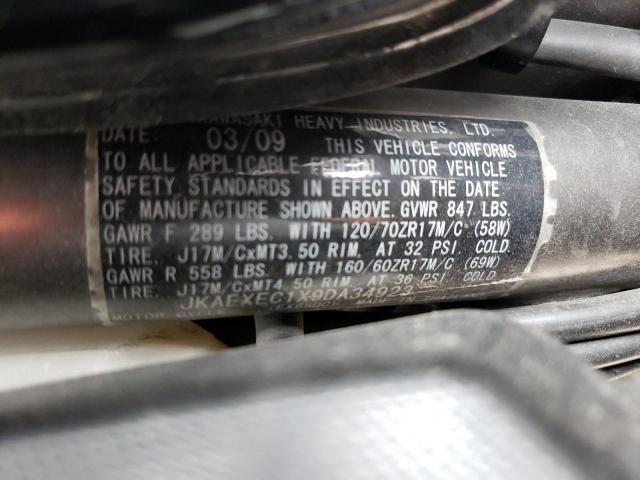 KAWASAKI HEAVY INDUSTRIES, LTD.
DATE: 03/09 THIS VEHICLE CONFORMS
TO ALL APPLICABLE FEDERAL MOTOR VEHICLE
SAFETY STANDARDS IN EFFECT ON THE DATE
OF MANUFACTURE SHOWN ABOVE. GVWR 847 LBS.
GAWR F 289 LBS. WITH 120/70ZR17M/C (58W)
TIRE, J17M/CxMT3.50 RIM, AT 32 PSI. COLD
GAWR R 558 LBS. WITH 160/60ZR17M/C (69W)
TIRE, J17M/CxMT4.50 RIM, AT 36 PSI. COLD.